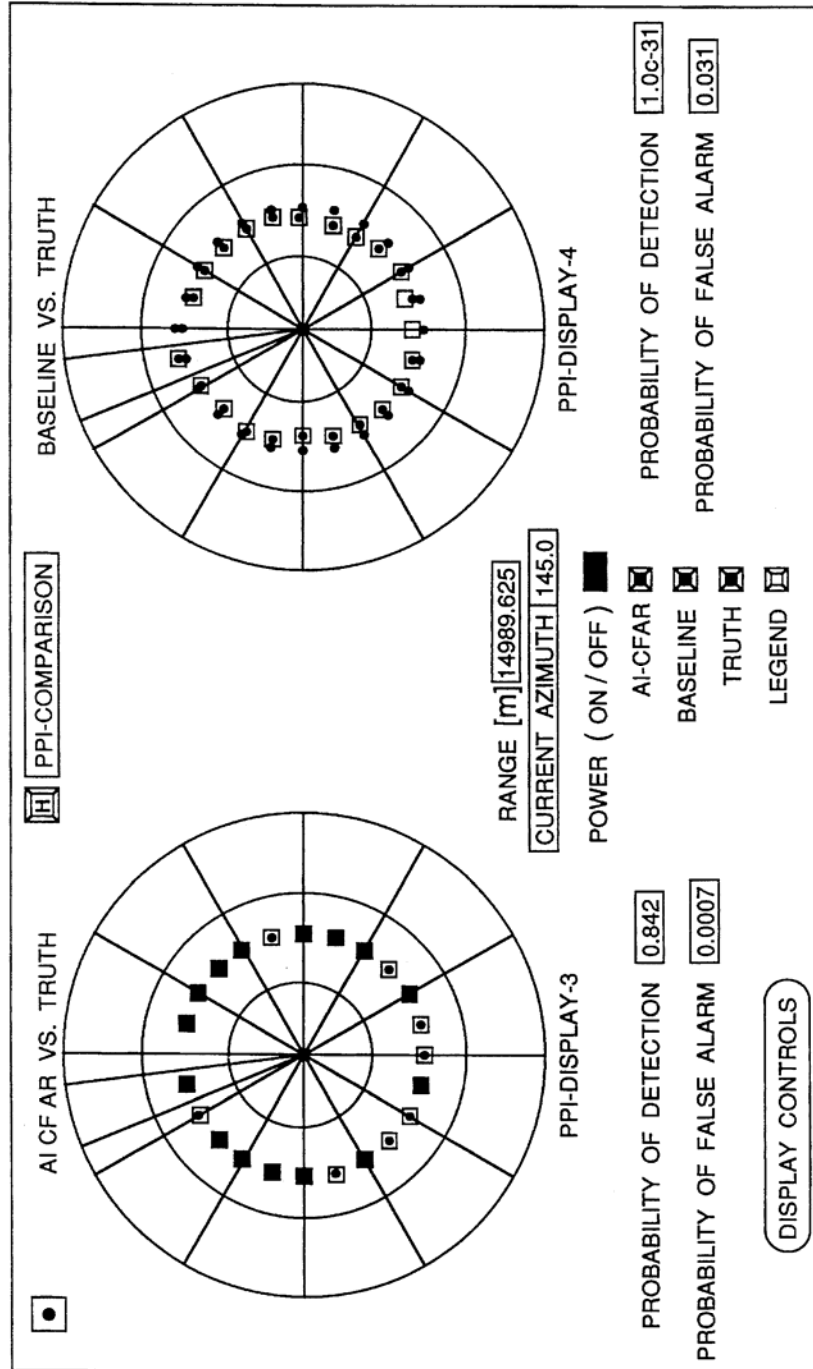 H PPI-COMPARISON
AI CF AR VS. TRUTH
BASELINE VS. TRUTH
PPI-DISPLAY-3
PPI-DISPLAY-4
RANGE [m] 14989.625
CURRENT AZIMUTH 145.0
POWER ( ON / OFF )
AI-CFAR
BASELINE
TRUTH
LEGEND
PROBABILITY OF DETECTION 0.842
PROBABILITY OF FALSE ALARM 0.0007
PROBABILITY OF DETECTION 1.0c-31
PROBABILITY OF FALSE ALARM 0.031
DISPLAY CONTROLS